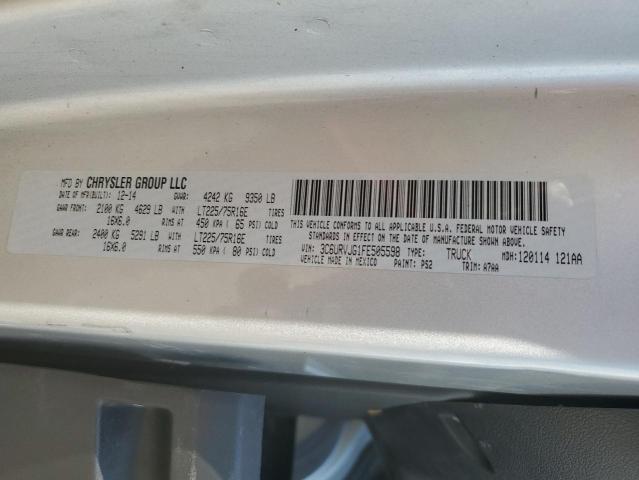 MFD BY CHRYSLER GROUP LLC
DATE OF MFR(BUILT): 12-14 GVWR: 4242 KG 9350 LB
GAWR FRONT: 2100 KG 4629 LB WITH LT225/75R16E TIRES
16X6.0 RIMS AT 450 KPA ( 65 PSI) COLD
GAWR REAR: 2400 KG 5291 LB WITH LT225/75R16E TIRES
16X6.0 RIMS AT 550 KPA ( 80 PSI) COLD
THIS VEHICLE CONFORMS TO ALL APPLICABLE U.S.A. FEDERAL MOTOR VEHICLE SAFETY
STANDARDS IN EFFECT ON THE DATE OF MANUFACTURE SHOWN ABOVE.
VIN: 3C6URVJG1FE505598 TYPE: TRUCK MDH: 120114 121AA
VEHICLE MADE IN MEXICO PAINT: PS2 TRIM: A7AA